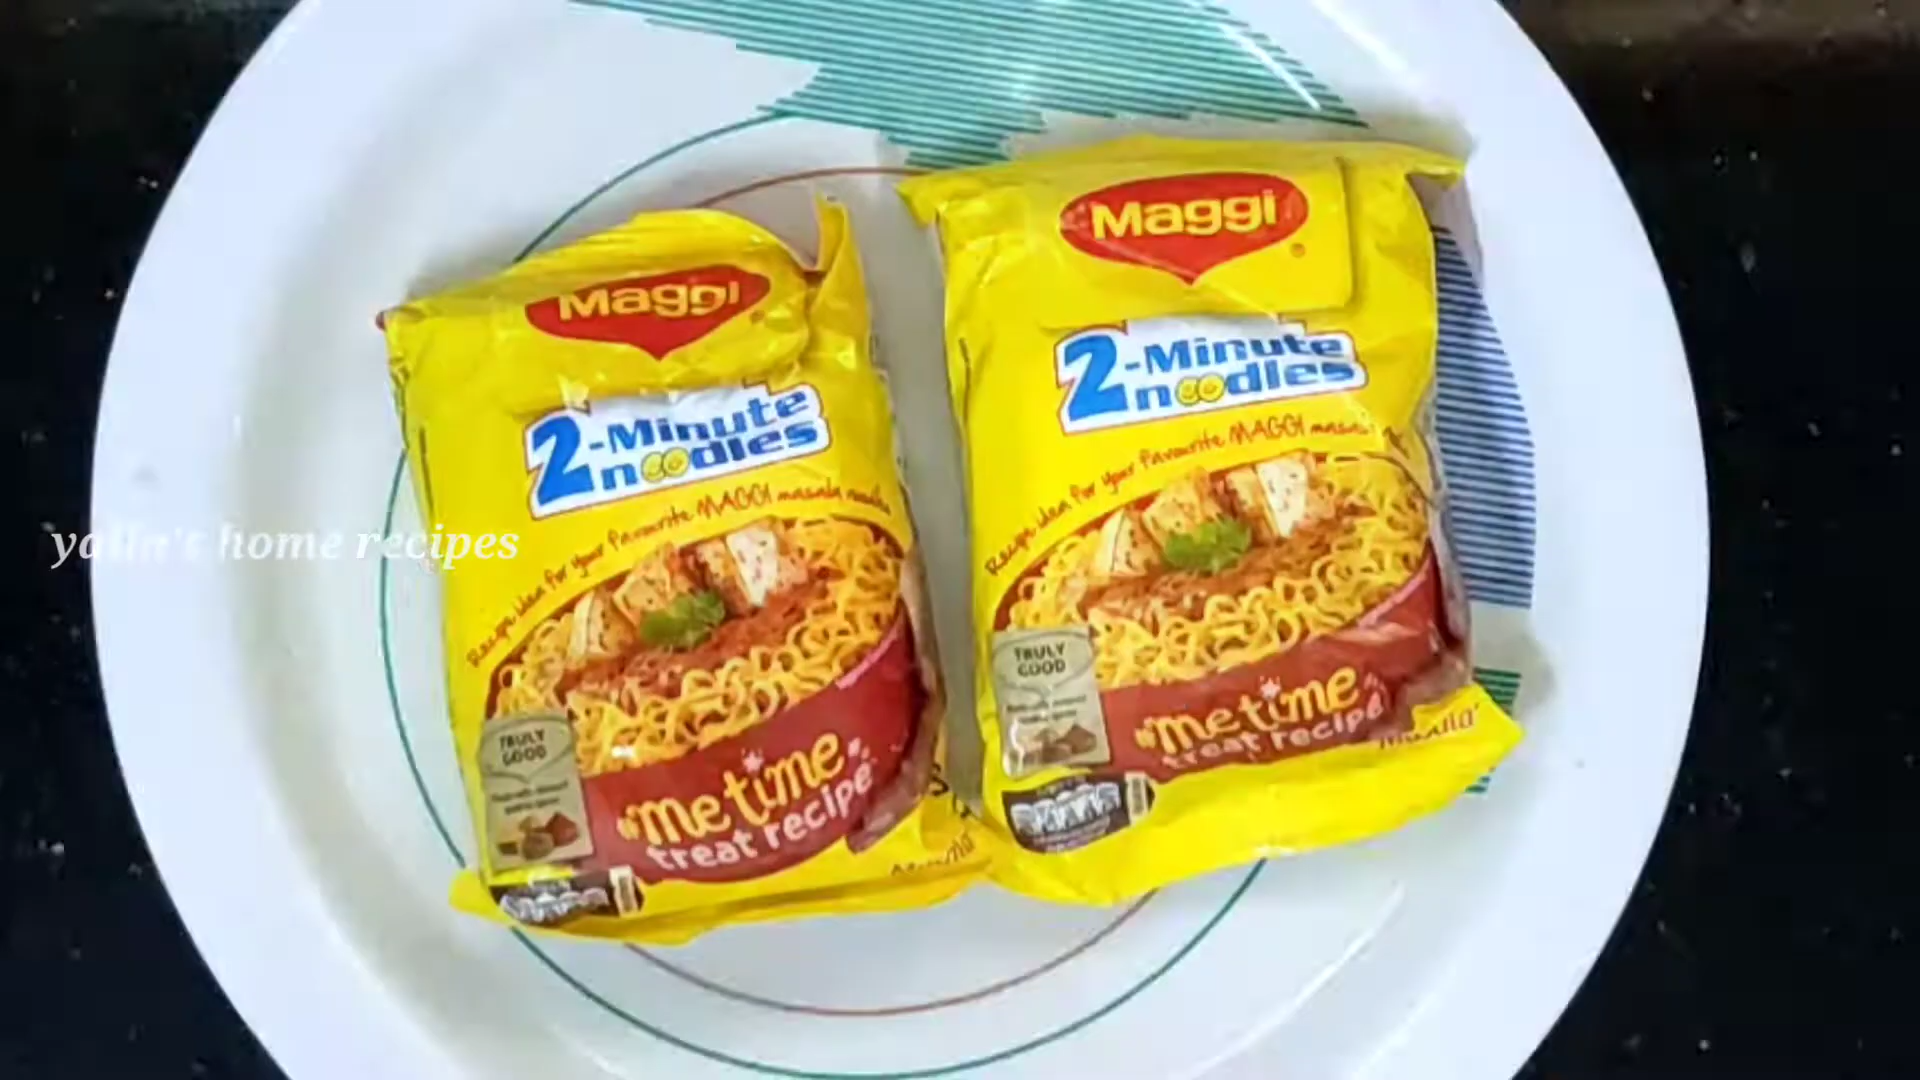 Maggi
2-Minute
noodles
Recipe idea for your favourite MAGGI masala noodles
TRULY
GOOD
"me time
treat recipe
Maggi
2-Minute
noodles
Recipe idea for your favourite MAGGI masala
TRULY
GOOD
"me time
treat recipe
yalin's home recipes